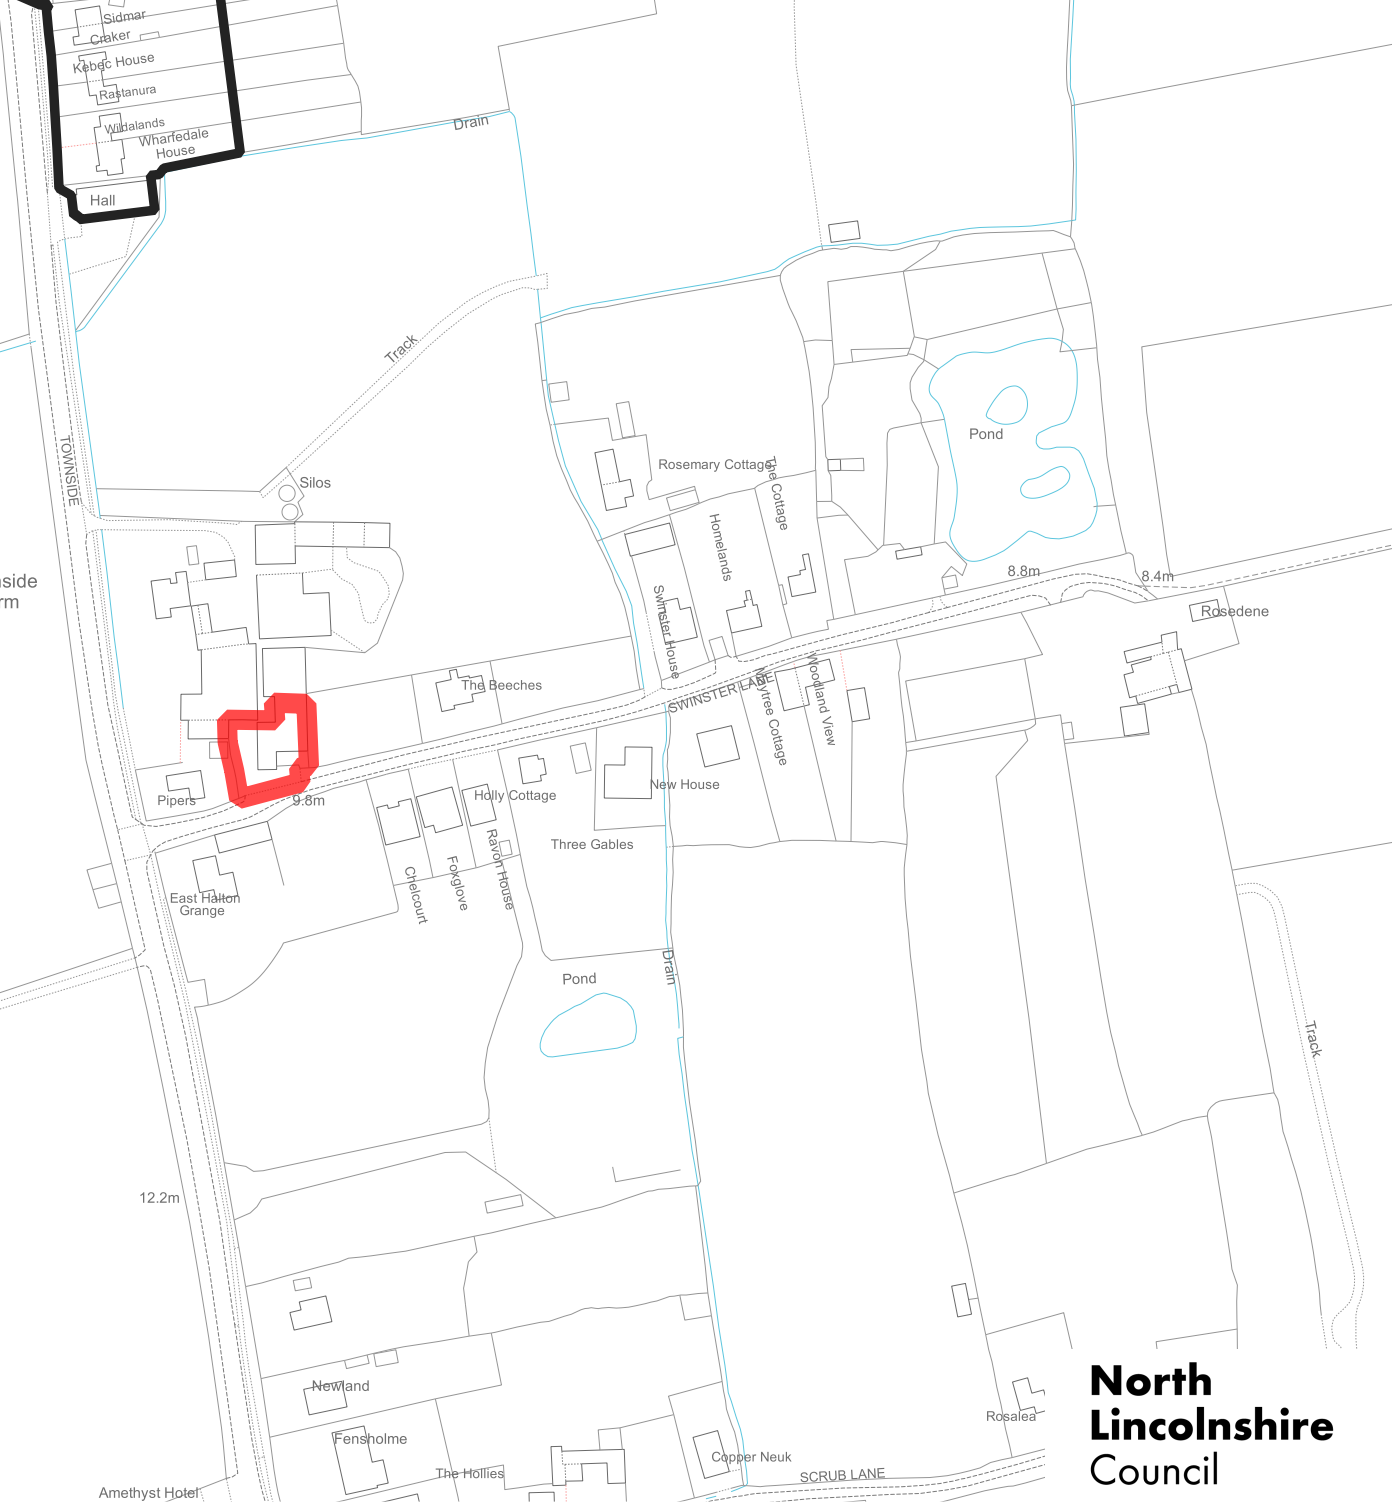 Sidmar
Craker
Kebec House
Rastanura
Wildalands
Wharfedale
House
Hall
Drain
Track
TOWNSIDE
Silos
Rosemary Cottage
The Cottage
Homelands
Pond
Swinster House
8.8m
8.4m
Rosedene
side
rm
The Beeches
SWINSTER LANE
Maytree Cottage
Woodland View
New House
Pipers
9.8m
Holly Cottage
Three Gables
Ravon House
Foxglove
Chelcourt
East Halton
Grange
Pond
Drain
Track
12.2m
Newland
Fensholme
The Hollies
Amethyst Hotel
Copper Neuk
SCRUB LANE
Rosalea
North
Lincolnshire
Council